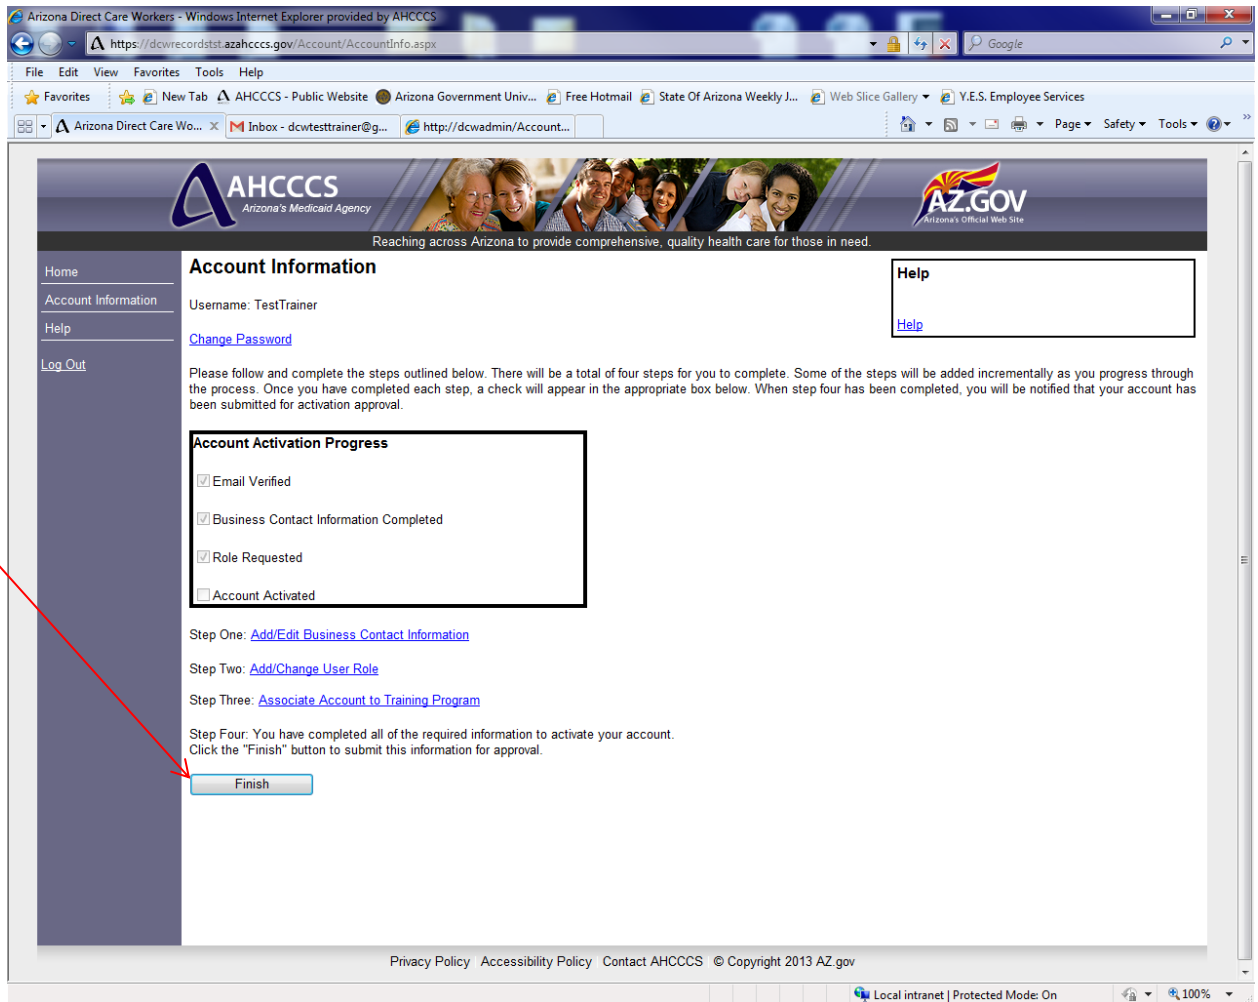 Arizona Direct Care Workers - Windows Internet Explorer provided by AHCCCS
https://dcwrecordstst.azahcccs.gov/Account/AccountInfo.aspx
Google
File Edit View Favorites Tools Help
Favorites New Tab AHCCCS - Public Website Arizona Government Univ... Free Hotmail State Of Arizona Weekly J... Web Slice Gallery Y.E.S. Employee Services
Arizona Direct Care Wo... X Inbox - dcwtesttrainer@g... http://dcwadmin/Account... Page Safety Tools
AHCCCS
Arizona's Medicaid Agency
AZ.GOV
Arizona's Official Web Site
Reaching across Arizona to provide comprehensive, quality health care for those in need.
Home
Account Information
Help
Log Out
Account Information
Username: TestTrainer
Change Password
Help
Help
Please follow and complete the steps outlined below. There will be a total of four steps for you to complete. Some of the steps will be added incrementally as you progress through
the process. Once you have completed each step, a check will appear in the appropriate box below. When step four has been completed, you will be notified that your account has
been submitted for activation approval.
Account Activation Progress
Email Verified
Business Contact Information Completed
Role Requested
Account Activated
Step One: Add/Edit Business Contact Information
Step Two: Add/Change User Role
Step Three: Associate Account to Training Program
Step Four: You have completed all of the required information to activate your account.
Click the "Finish" button to submit this information for approval.
Finish
Privacy Policy Accessibility Policy Contact AHCCCS © Copyright 2013 AZ.gov
Local intranet | Protected Mode: On 100%